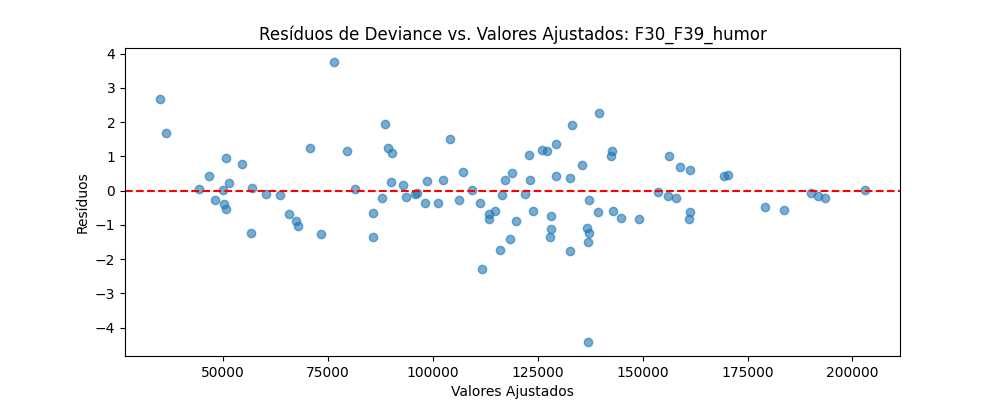 Resíduos de Deviance vs. Valores Ajustados: F30_F39_humor
4
3
2
1
0
−1
−2
−3
−4
Resíduos
50000 75000 100000 125000 150000 175000 200000
Valores Ajustados